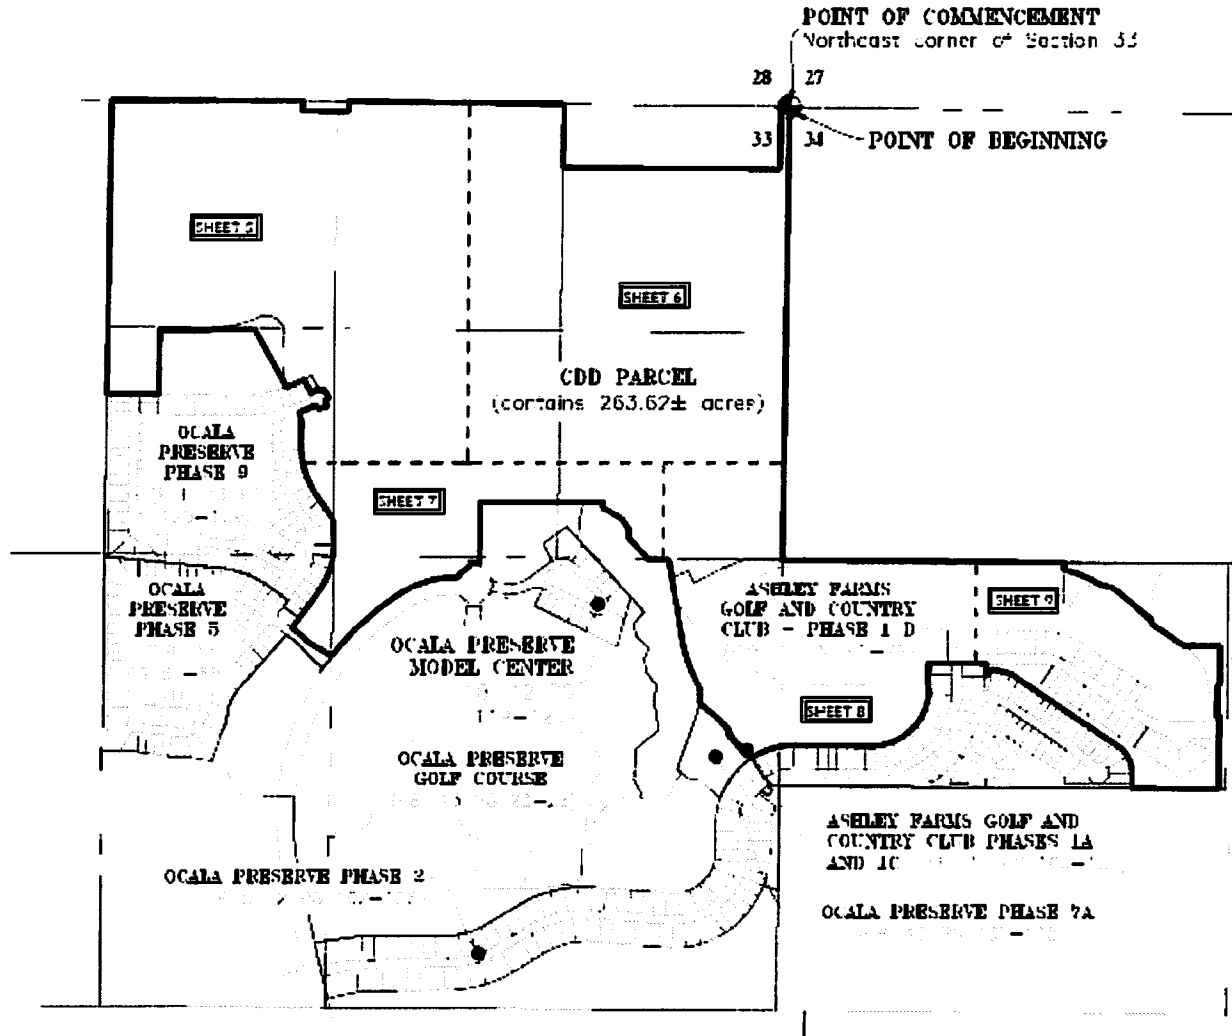 POINT OF COMMENCEMENT
Northeast corner of Section 33
28 27
33 34
POINT OF BEGINNING
SHEET 5
SHEET 6
CDD PARCEL
(contains 263.62± acres)
OCALA
PRESERVE
PHASE 9
SHEET 7
OCALA
PRESERVE
PHASE 5
ASHLEY FARMS
GOLF AND COUNTRY
CLUB - PHASE 1 D
SHEET 9
OCALA PRESERVE
MODEL CENTER
SHEET 8
OCALA PRESERVE
GOLF COURSE
ASHLEY FARMS GOLF AND
COUNTRY CLUB PHASES 1A
AND 1C
OCALA PRESERVE PHASE 2
OCALA PRESERVE PHASE 7A